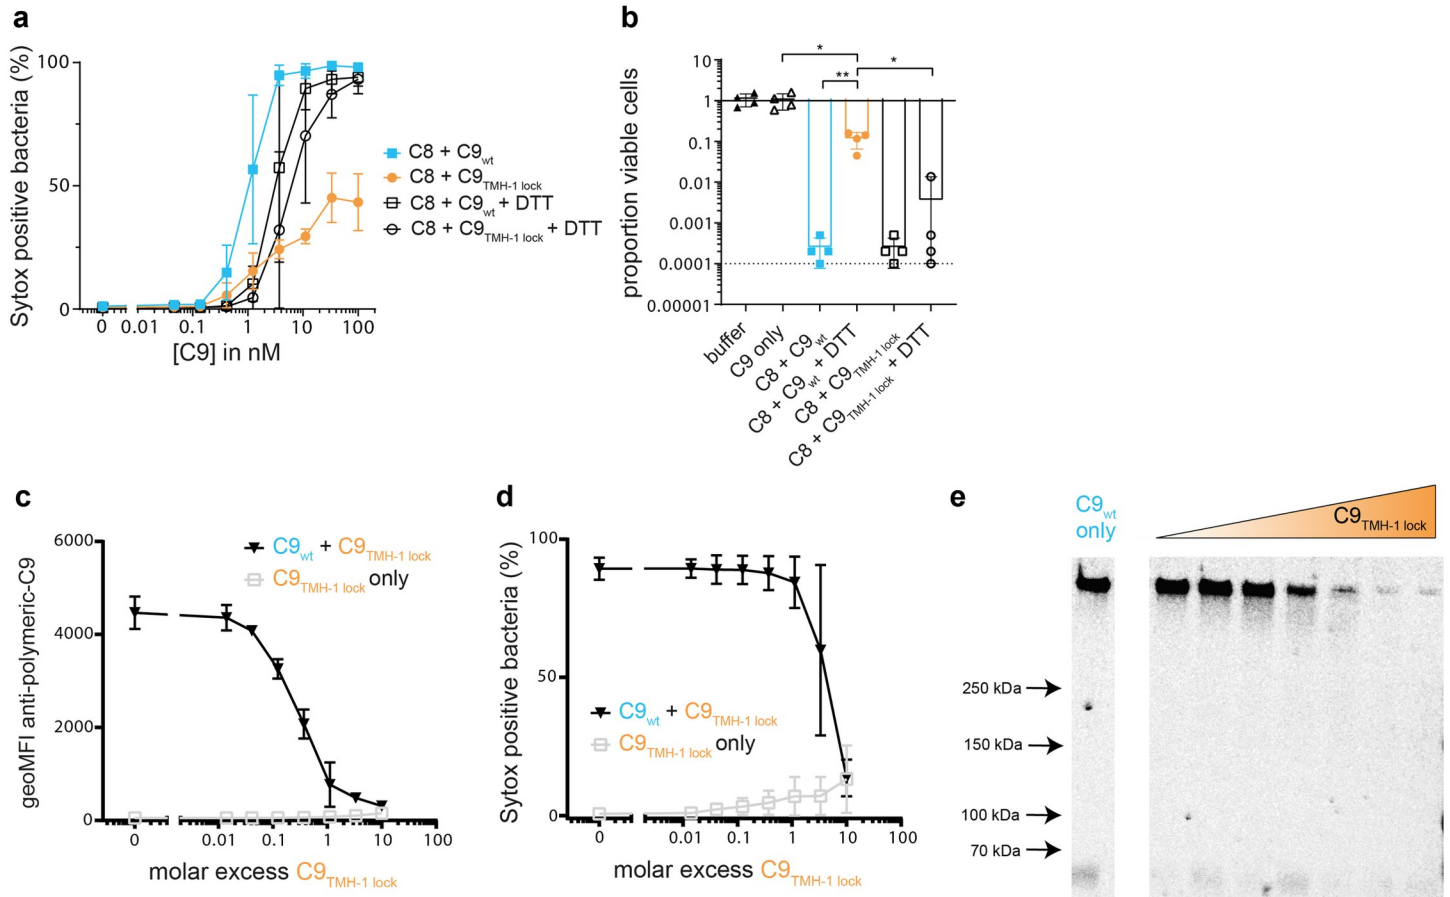 a
Sytox positive bacteria (%)
100
50
0
0 0.01 0.1 1 10 100
[C9] in nM
C8 + C9wt
C8 + C9TMH-1 lock
C8 + C9wt + DTT
C8 + C9TMH-1 lock + DTT
b
proportion viable cells
10
1
0.1
0.01
0.001
0.0001
0.00001
*
**
*
buffer
C9 only
C8 + C9wt
C8 + C9wt + DTT
C8 + C9TMH-1 lock
C8 + C9TMH-1 lock + DTT
c
geoMFI anti-polymeric-C9
6000
4000
2000
0
0 0.01 0.1 1 10 100
molar excess C9TMH-1 lock
C9wt + C9TMH-1 lock
C9TMH-1 lock only
d
Sytox positive bacteria (%)
100
50
0
0 0.01 0.1 1 10 100
molar excess C9TMH-1 lock
C9wt + C9TMH-1 lock
C9TMH-1 lock only
e
C9wt
only
C9TMH-1 lock
250 kDa
150 kDa
100 kDa
70 kDa